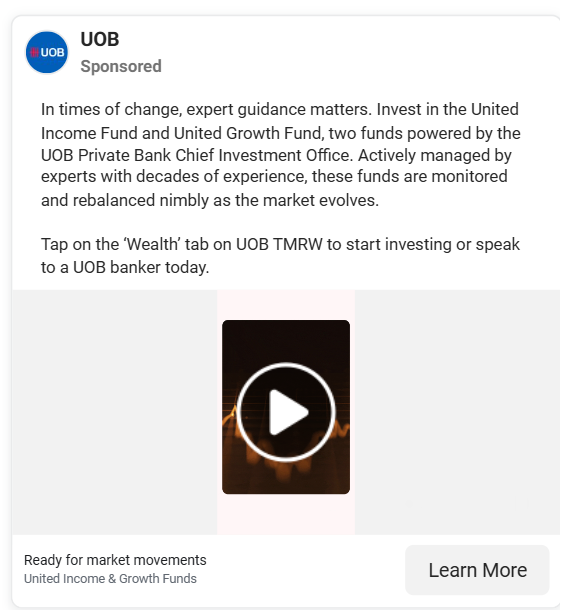 UOB
UOB
Sponsored
In times of change, expert guidance matters. Invest in the United
Income Fund and United Growth Fund, two funds powered by the
UOB Private Bank Chief Investment Office. Actively managed by
experts with decades of experience, these funds are monitored
and rebalanced nimbly as the market evolves.
Tap on the ‘Wealth’ tab on UOB TMRW to start investing or speak
to a UOB banker today.
Ready for market movements
United Income & Growth Funds
Learn More